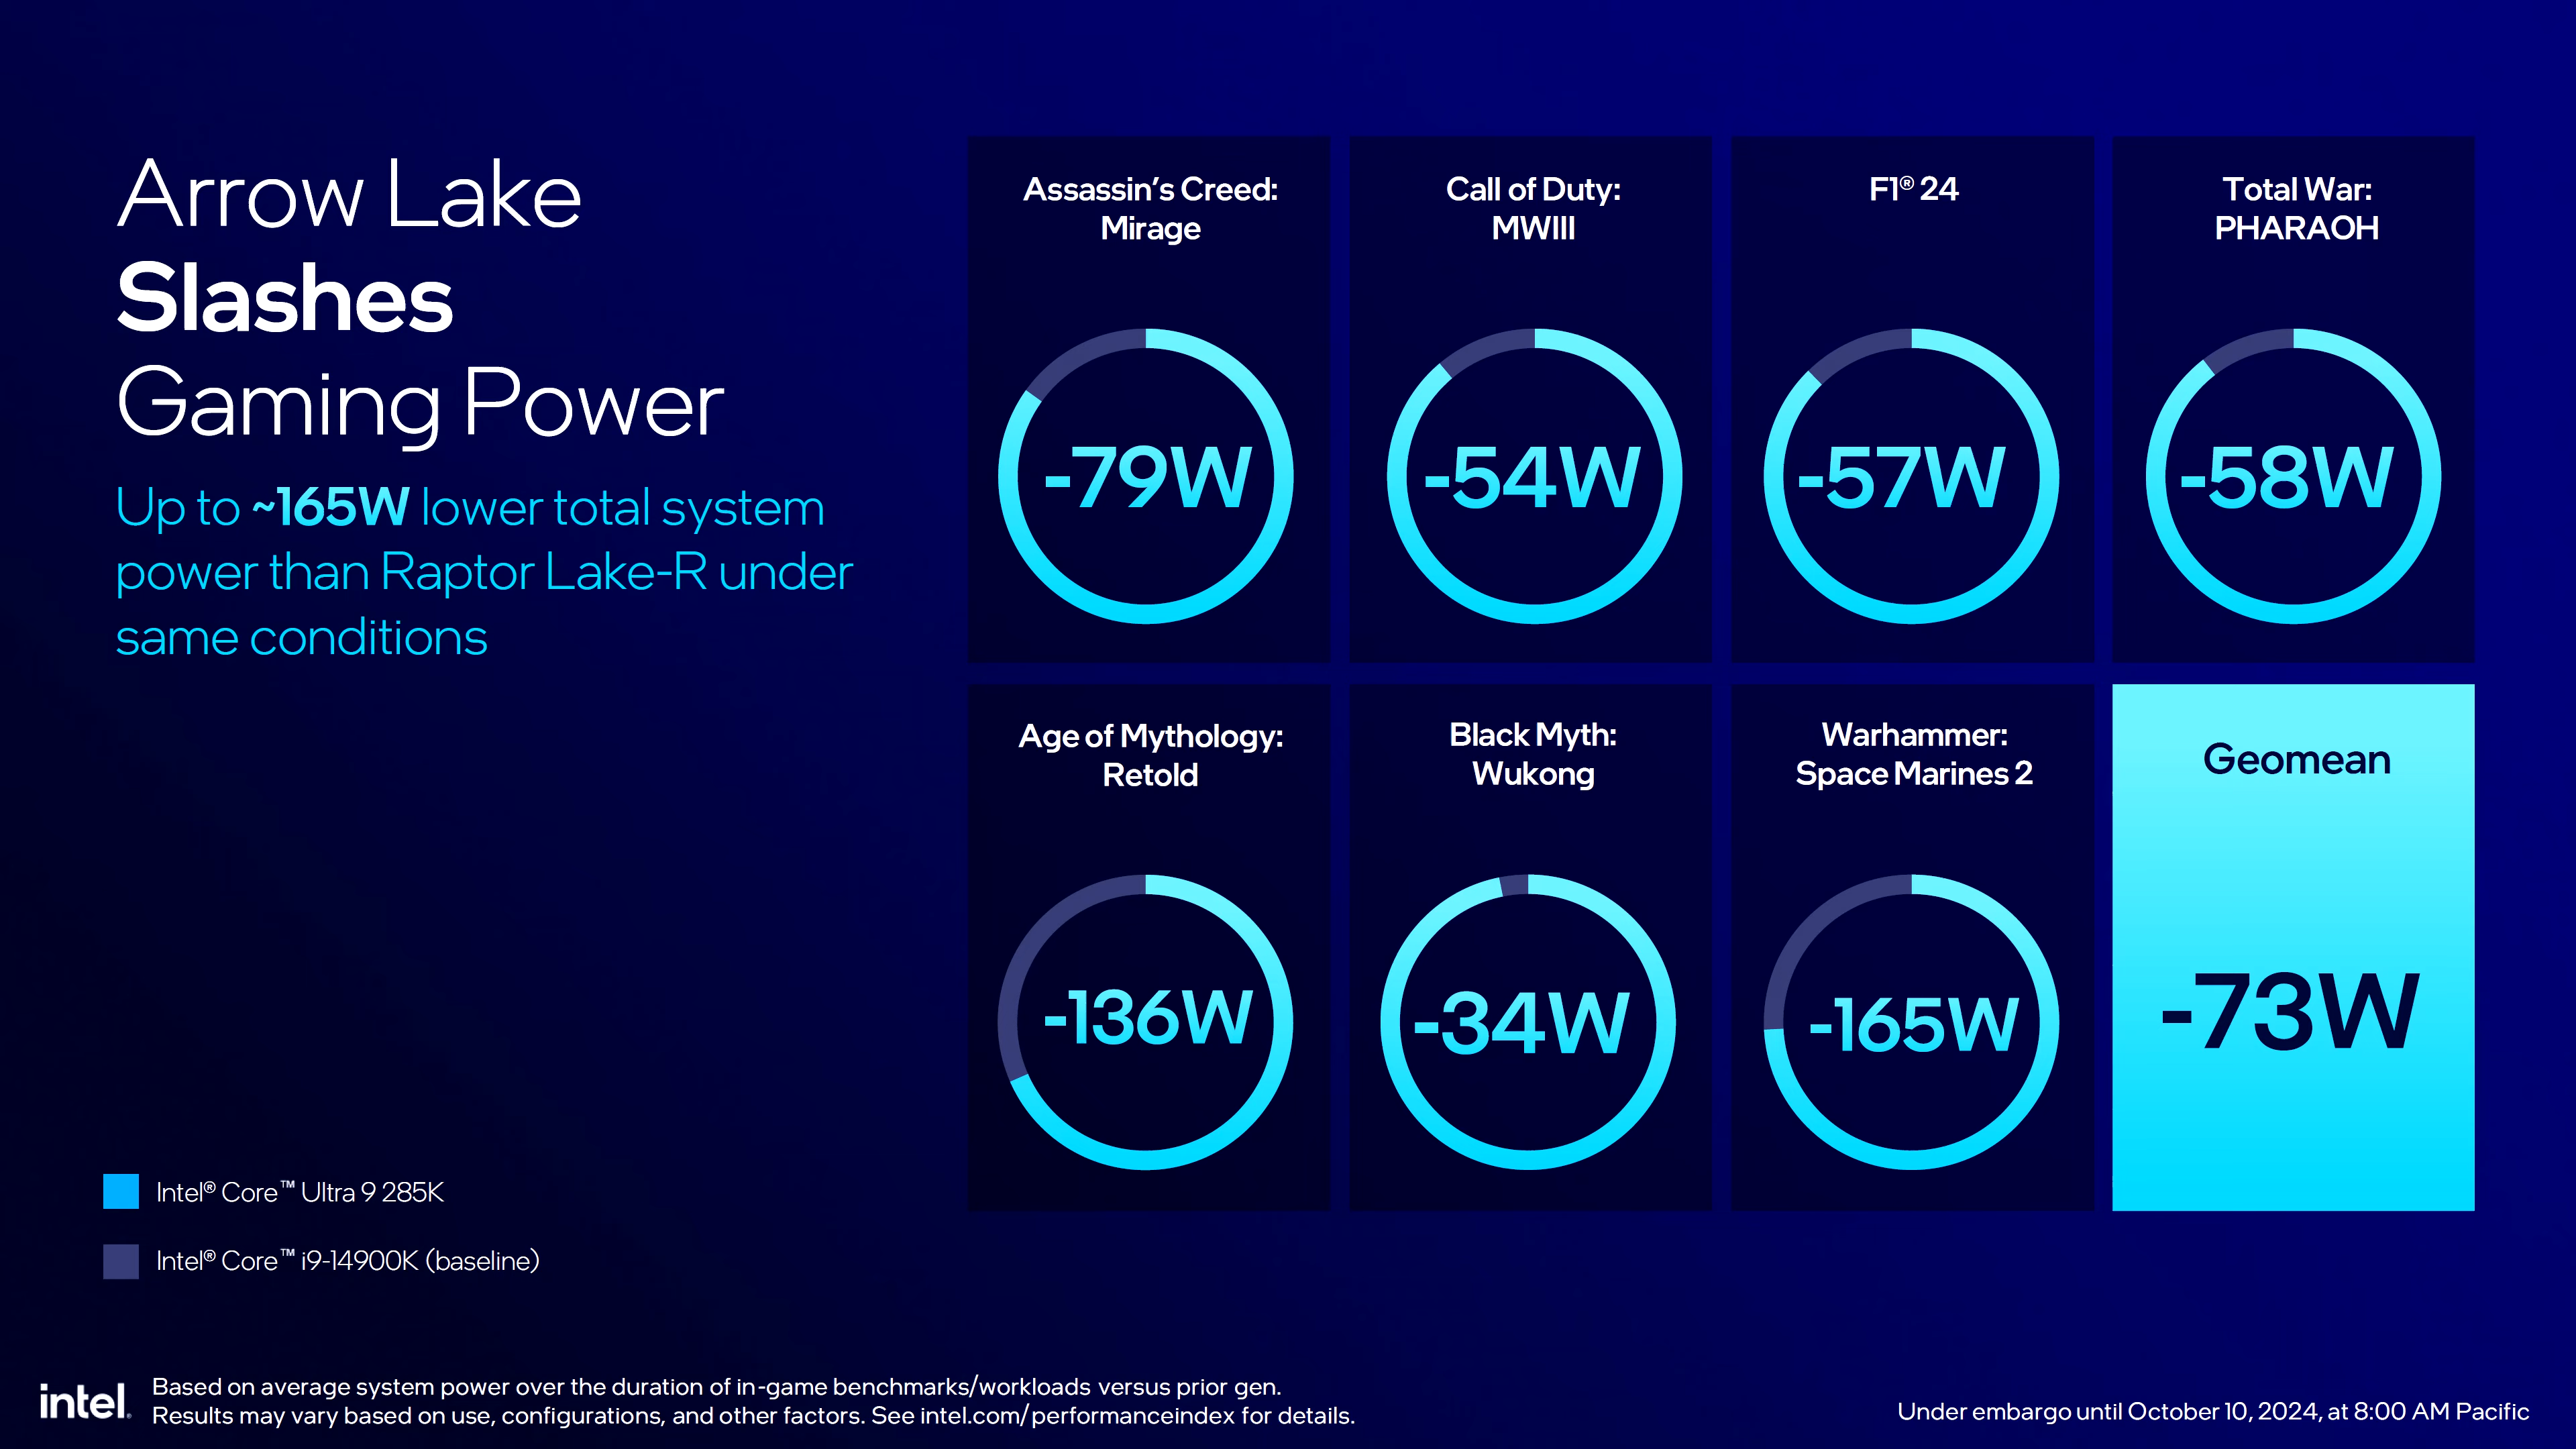 Arrow Lake
Slashes
Gaming Power
Up to ~165W lower total system
power than Raptor Lake-R under
same conditions
Assassin's Creed:
Mirage
-79W
Call of Duty:
MWIII
-54W
F1® 24
-57W
Total War:
PHARAOH
-58W
Age of Mythology:
Retold
-136W
Black Myth:
Wukong
-34W
Warhammer:
Space Marines 2
-165W
Geomean
-73W
Intel® Core™ Ultra 9 285K
Intel® Core™ i9-14900K (baseline)
intel.
Based on average system power over the duration of in-game benchmarks/workloads versus prior gen.
Results may vary based on use, configurations, and other factors. See intel.com/performanceindex for details.
Under embargo until October 10, 2024, at 8:00 AM Pacific